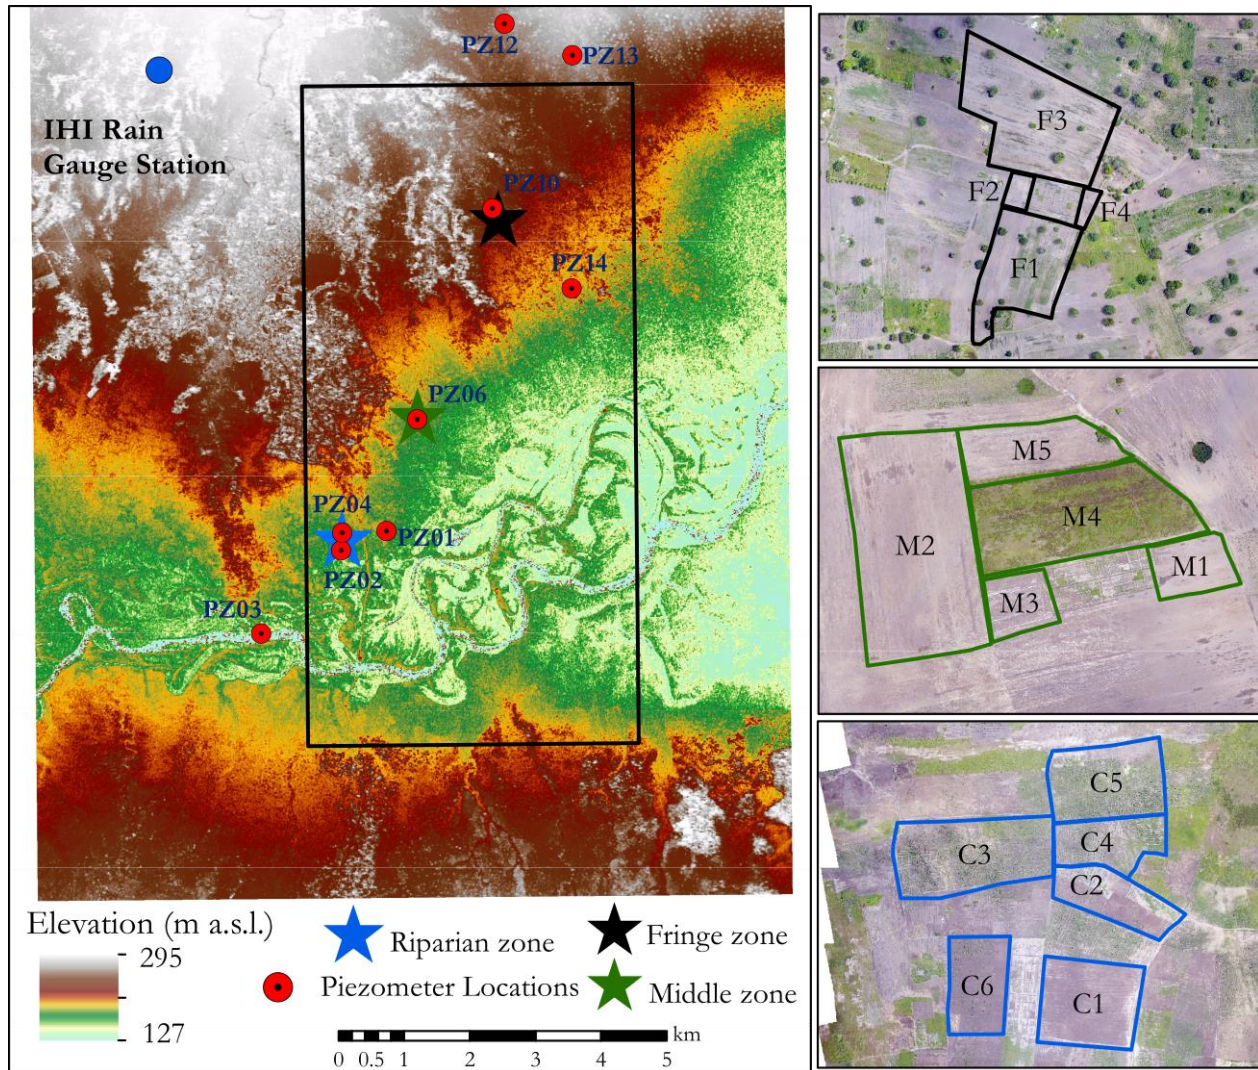 PZ12
PZ13
IHI Rain
Gauge Station
PZ10
PZ14
PZ06
PZ04
PZ01
PZ02
PZ03
Elevation (m a.s.l.)
295
127
Riparian zone
Fringe zone
Piezometer Locations
Middle zone
km
0 0.5 1 2 3 4 5
F3
F2
F4
F1
M5
M4
M2
M1
M3
C5
C4
C3
C2
C6
C1